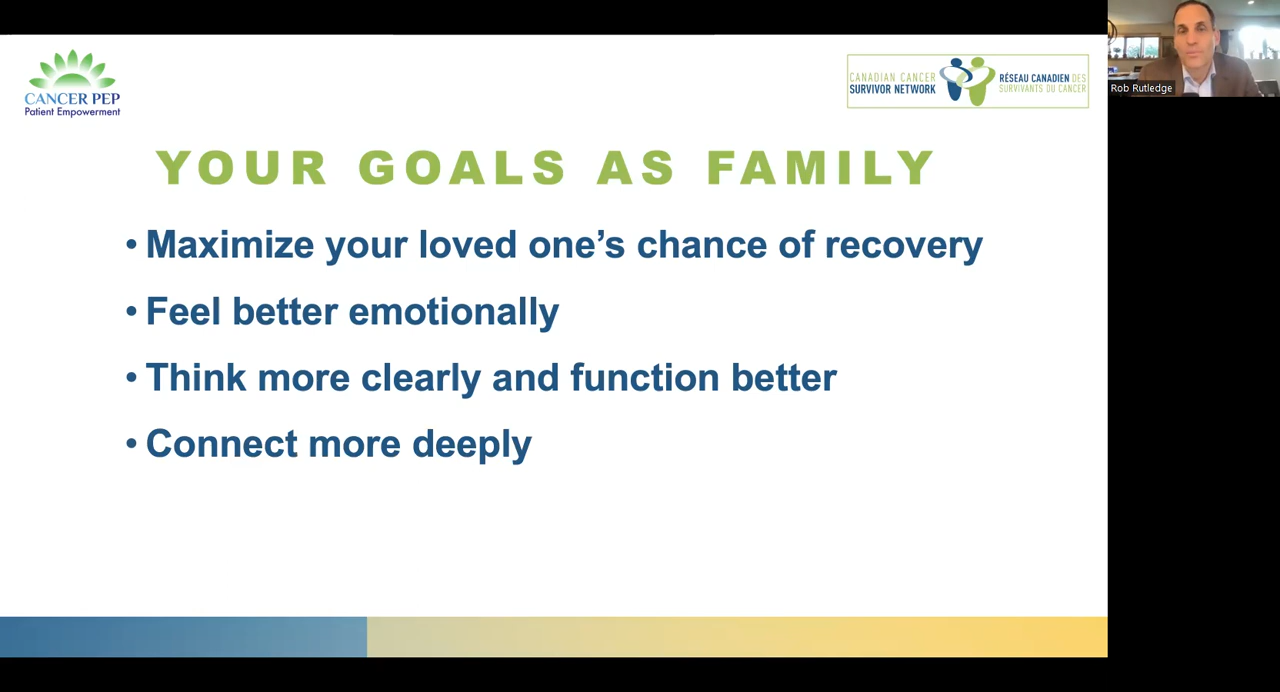 CANCER PEP
Patient Empowerment
CANADIAN CANCER
SURVIVOR NETWORK
RÉSEAU CANADIEN DES
SURVIVANTS DU CANCER
Rob Rutledge
YOUR GOALS AS FAMILY
• Maximize your loved one’s chance of recovery
• Feel better emotionally
• Think more clearly and function better
• Connect more deeply